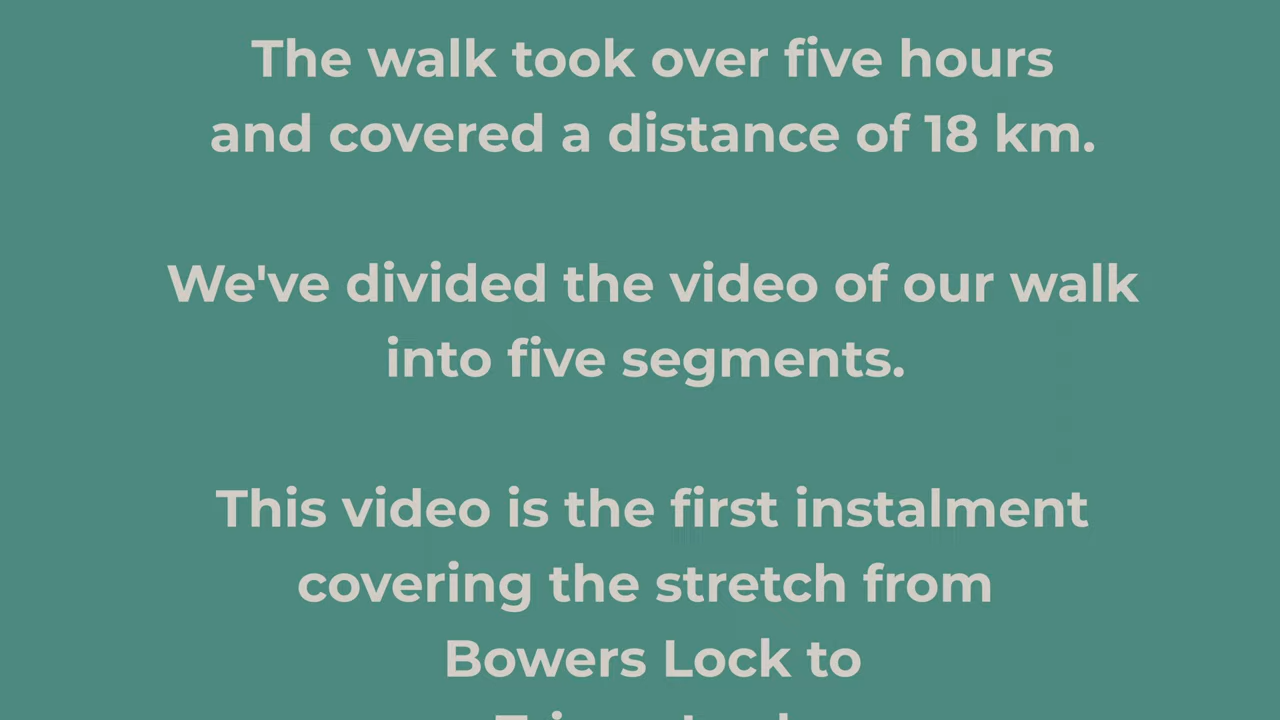 The walk took over five hours
and covered a distance of 18 km.
We've divided the video of our walk
into five segments.
This video is the first instalment
covering the stretch from
Bowers Lock to